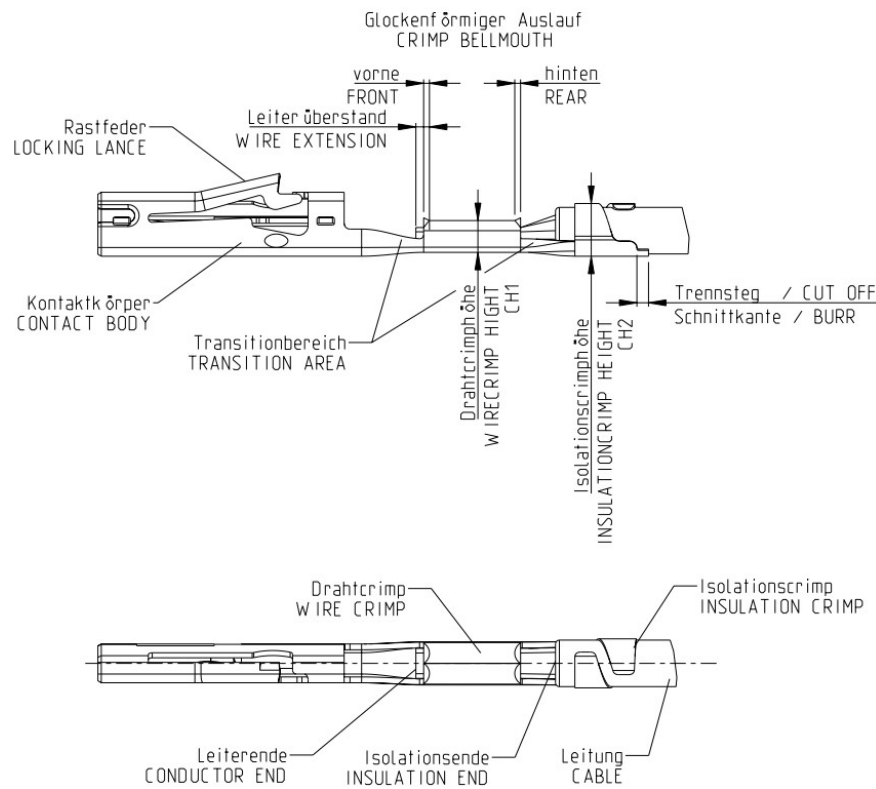 Glockenförmiger Auslauf
CRIMP BELLMOUTH
vorne
FRONT
hinten
REAR
Leiterüberstand
WIRE EXTENSION
Rastfeder
LOCKING LANCE
Kontaktkörper
CONTACT BODY
Transitionbereich
TRANSITION AREA
Drahtcrimphöhe
WIRECRIMP HIGHT
CH1
Isolationscrimphöhe
INSULATIONCRIMP HEIGHT
CH2
Trennsteg / CUT OFF
Schnittkante / BURR
Drahtcrimp
WIRE CRIMP
Isolationscrimp
INSULATION CRIMP
Leiterende
CONDUCTOR END
Isolationsende
INSULATION END
Leitung
CABLE